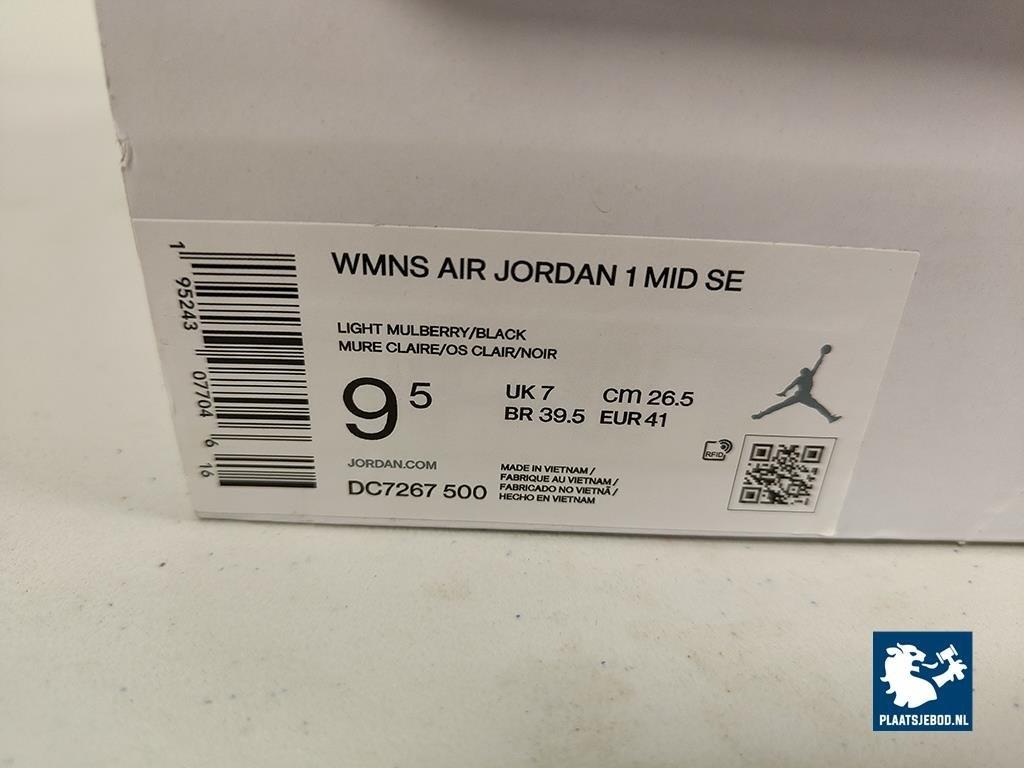 WMNS AIR JORDAN 1 MID SE
LIGHT MULBERRY/BLACK
MURE CLAIRE/OS CLAIR/NOIR
9 5
UK 7 cm 26.5
BR 39.5 EUR 41
JORDAN.COM
DC7267 500
MADE IN VIETNAM /
FABRIQUE AU VIETNAM /
FABRICADO NO VIETNÃ /
HECHO EN VIETNAM
RFID
1 95243 07704 6 16
PLAATSJEBOD.NL